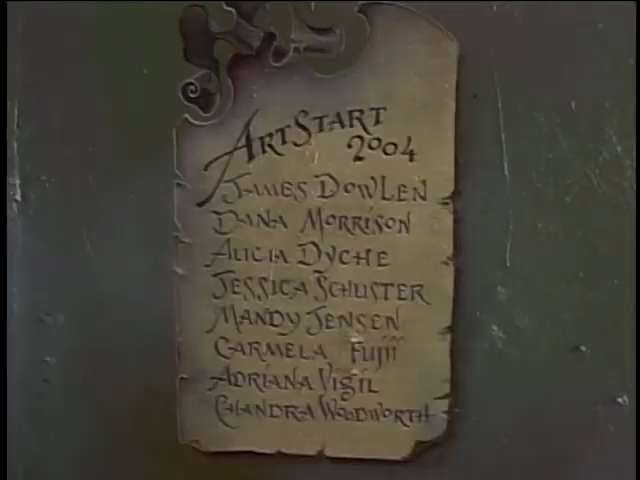 ArtStart
2004
James Dowlen
Dana Morrison
Alicia Dyche
Jessica Schuster
Mandy Jensen
Carmela Fujii
Adriana Vigil
Chandra Woodworth